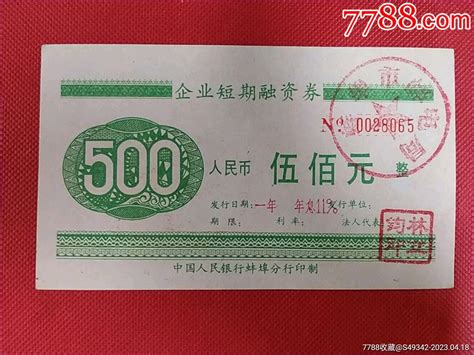 7788.com
企业短期融资券
№ 0028065
500 人民币 伍佰元 整
发行日期：一年 年息11% 发行单位：
期 限： 利率： 法人代表
中国人民银行蚌埠分行印制
7788收藏@S49342-2023.04.18